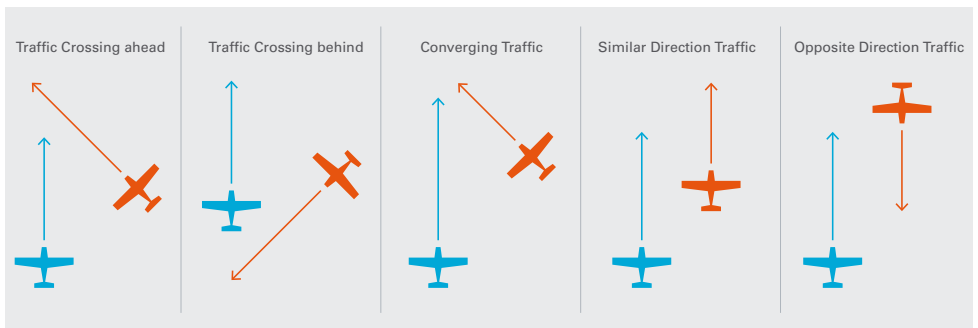 Traffic Crossing ahead
Traffic Crossing behind
Converging Traffic
Similar Direction Traffic
Opposite Direction Traffic